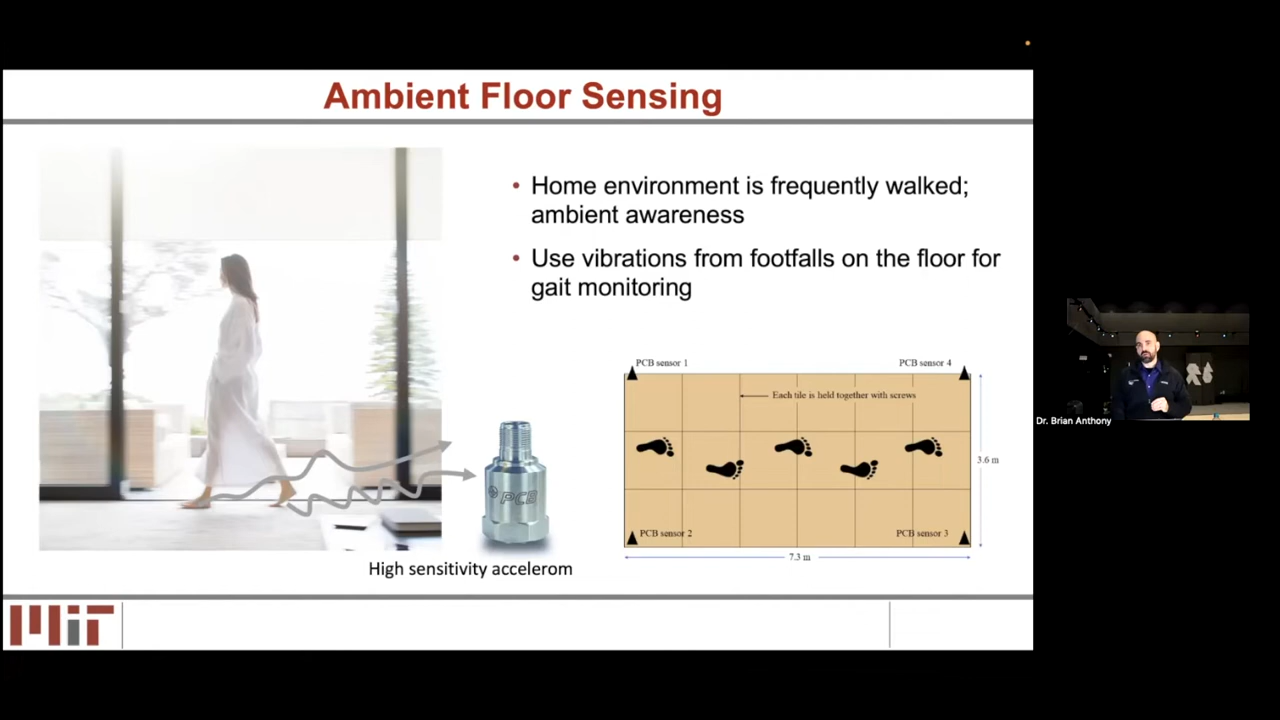 Ambient Floor Sensing
• Home environment is frequently walked;
ambient awareness
• Use vibrations from footfalls on the floor for
gait monitoring
PCB
High sensitivity accelerom
PCB sensor 1
PCB sensor 4
Each tile is held together with screws
3.6 m
PCB sensor 2
PCB sensor 3
7.3 m
MIT
Dr. Brian Anthony